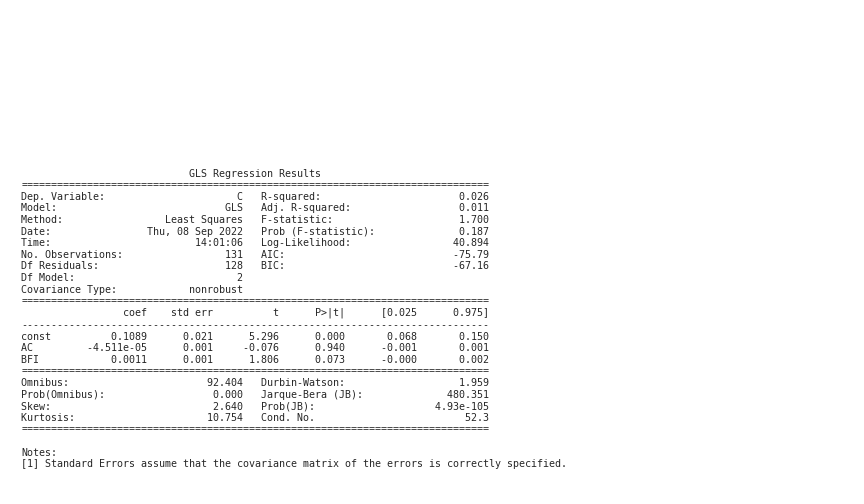 GLS Regression Results
==============================================================================
Dep. Variable:                      C   R-squared:                       0.026
Model:                            GLS   Adj. R-squared:                  0.011
Method:                 Least Squares   F-statistic:                     1.700
Date:                Thu, 08 Sep 2022   Prob (F-statistic):              0.187
Time:                        14:01:06   Log-Likelihood:                 40.894
No. Observations:                 131   AIC:                            -75.79
Df Residuals:                     128   BIC:                            -67.16
Df Model:                           2
Covariance Type:            nonrobust
==============================================================================
                 coef    std err          t      P>|t|      [0.025      0.975]
------------------------------------------------------------------------------
const          0.1089      0.021      5.296      0.000       0.068       0.150
AC         -4.511e-05      0.001     -0.076      0.940      -0.001       0.001
BFI            0.0011      0.001      1.806      0.073      -0.000       0.002
==============================================================================
Omnibus:                       92.404   Durbin-Watson:                   1.959
Prob(Omnibus):                  0.000   Jarque-Bera (JB):              480.351
Skew:                           2.640   Prob(JB):                    4.93e-105
Kurtosis:                      10.754   Cond. No.                         52.3
==============================================================================

Notes:
[1] Standard Errors assume that the covariance matrix of the errors is correctly specified.